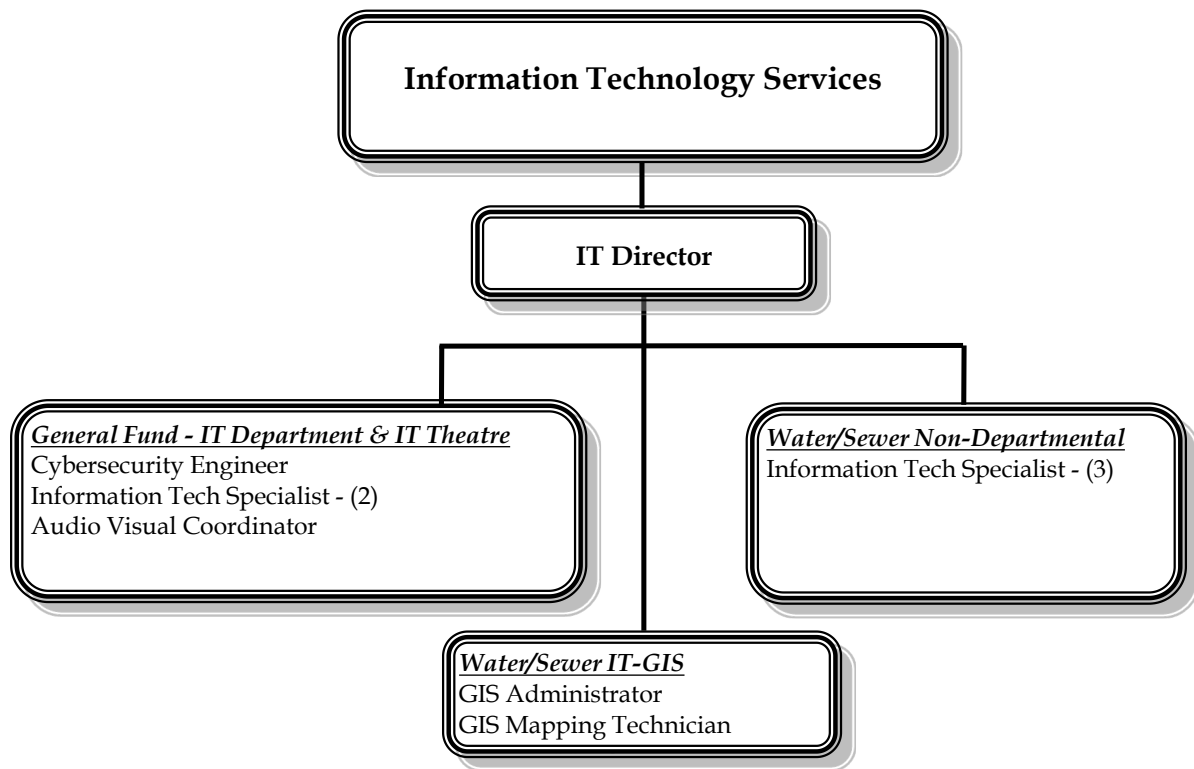 Information Technology Services
IT Director
General Fund - IT Department & IT Theatre
Cybersecurity Engineer
Information Tech Specialist - (2)
Audio Visual Coordinator
Water/Sewer Non-Departmental
Information Tech Specialist - (3)
Water/Sewer IT-GIS
GIS Administrator
GIS Mapping Technician